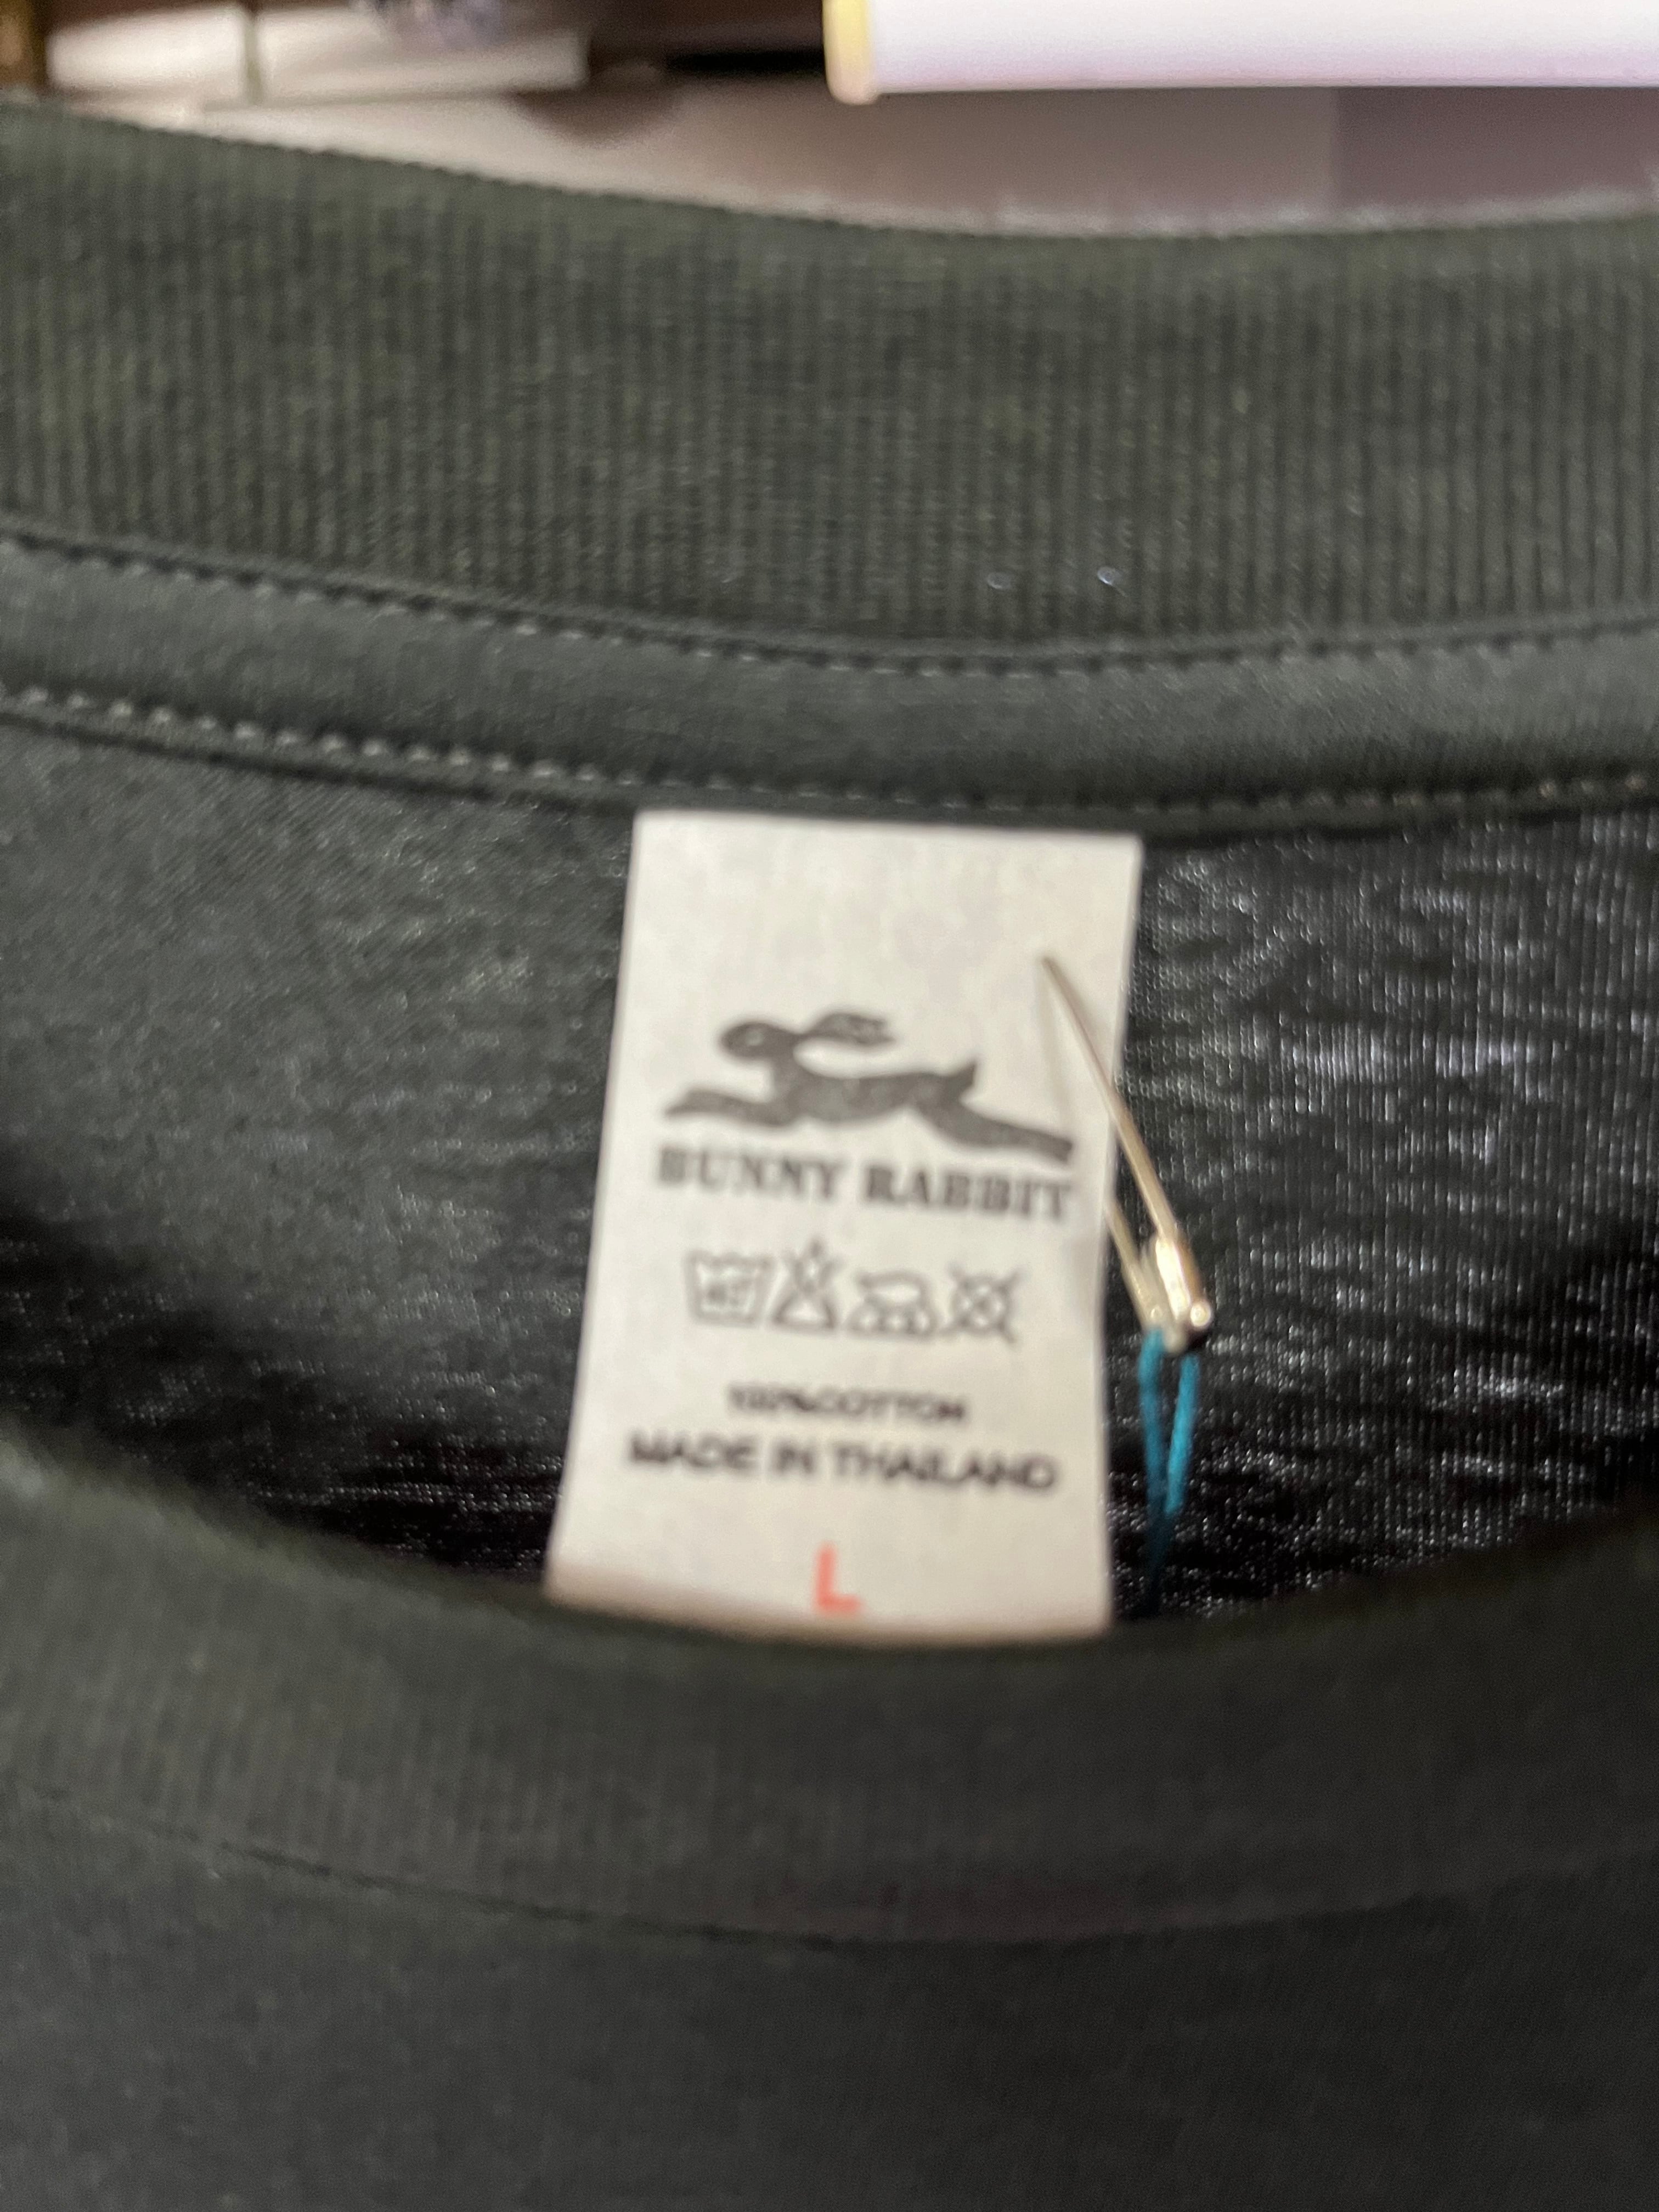 BUNNY RABBIT
100%COTTON
MADE IN THAILAND
L